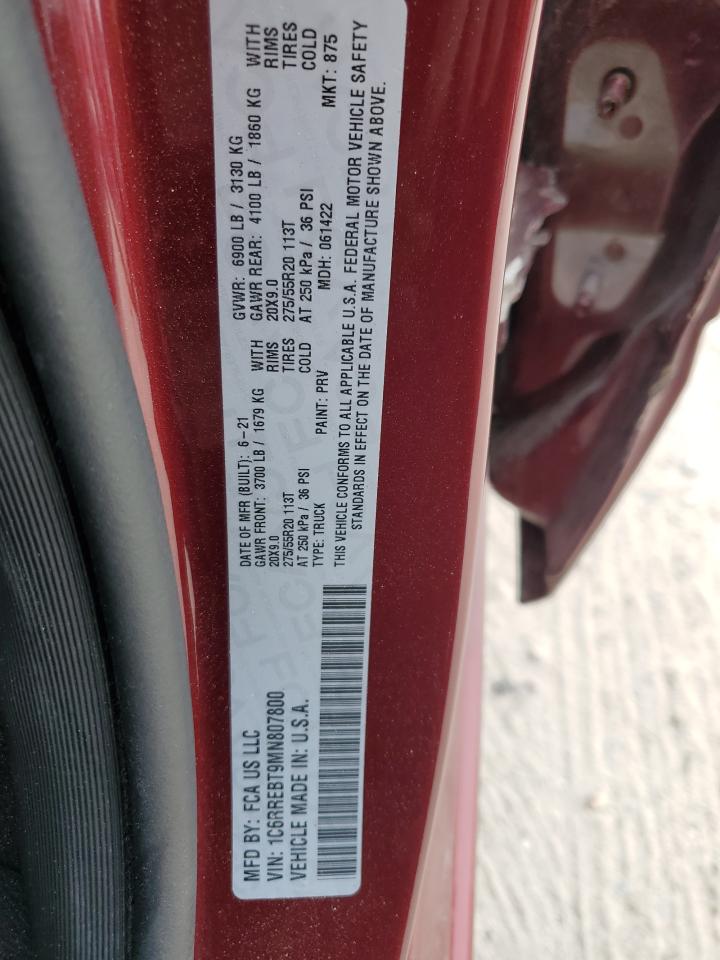 MFD BY: FCA US LLC
VIN: 1C6RREBT9MN807800
VEHICLE MADE IN: U.S.A.
DATE OF MFR (BUILT): 6-21 GVWR: 6900 LB / 3130 KG
GAWR FRONT: 3700 LB / 1679 KG WITH GAWR REAR: 4100 LB / 1860 KG WITH
20X9.0 RIMS 20X9.0 RIMS
275/55R20 113T TIRES 275/55R20 113T TIRES
AT 250 kPa / 36 PSI COLD AT 250 kPa / 36 PSI COLD
TYPE: TRUCK PAINT: PRV MDH: 061422 MKT: 875
THIS VEHICLE CONFORMS TO ALL APPLICABLE U.S.A. FEDERAL MOTOR VEHICLE SAFETY
STANDARDS IN EFFECT ON THE DATE OF MANUFACTURE SHOWN ABOVE.